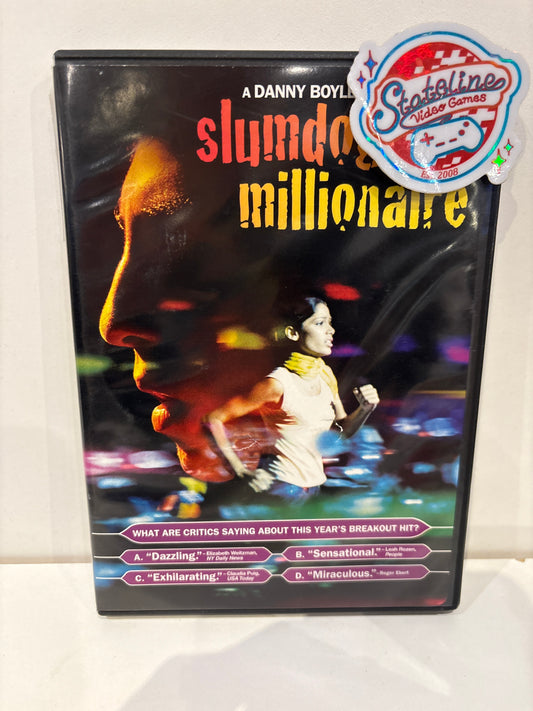 A DANNY BOYLE
slumdog
millionaire
Stateline
Video Games
EST. 2008
WHAT ARE CRITICS SAYING ABOUT THIS YEAR'S BREAKOUT HIT?
A. "Dazzling." - Elizabeth Weitzman, NY Daily News
B. "Sensational." - Leah Rozen, People
C. "Exhilarating." - Claudia Puig, USA Today
D. "Miraculous." - Roger Ebert